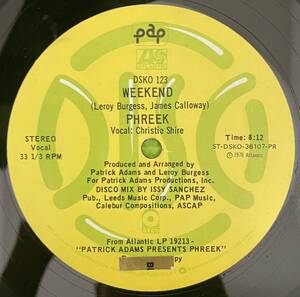 pap
DSKO 123
WEEKEND
(Leroy Burgess, James Calloway)
PHREEK
Vocal: Christie Shire
STEREO
Vocal
33 1/3 RPM
Time: 8:12
ST-DSKO-36107-PR
Ⓟ 1978 Atlantic
Produced and Arranged by
Patrick Adams and Leroy Burgess
For Patrick Adams Productions, Inc.
DISCO MIX BY ISSY SANCHEZ
Pub., Leeds Music Corp., PAP Music,
Calebur Compositions, ASCAP
atco
From Atlantic LP 19213 -
"PATRICK ADAMS PRESENTS PHREEK"